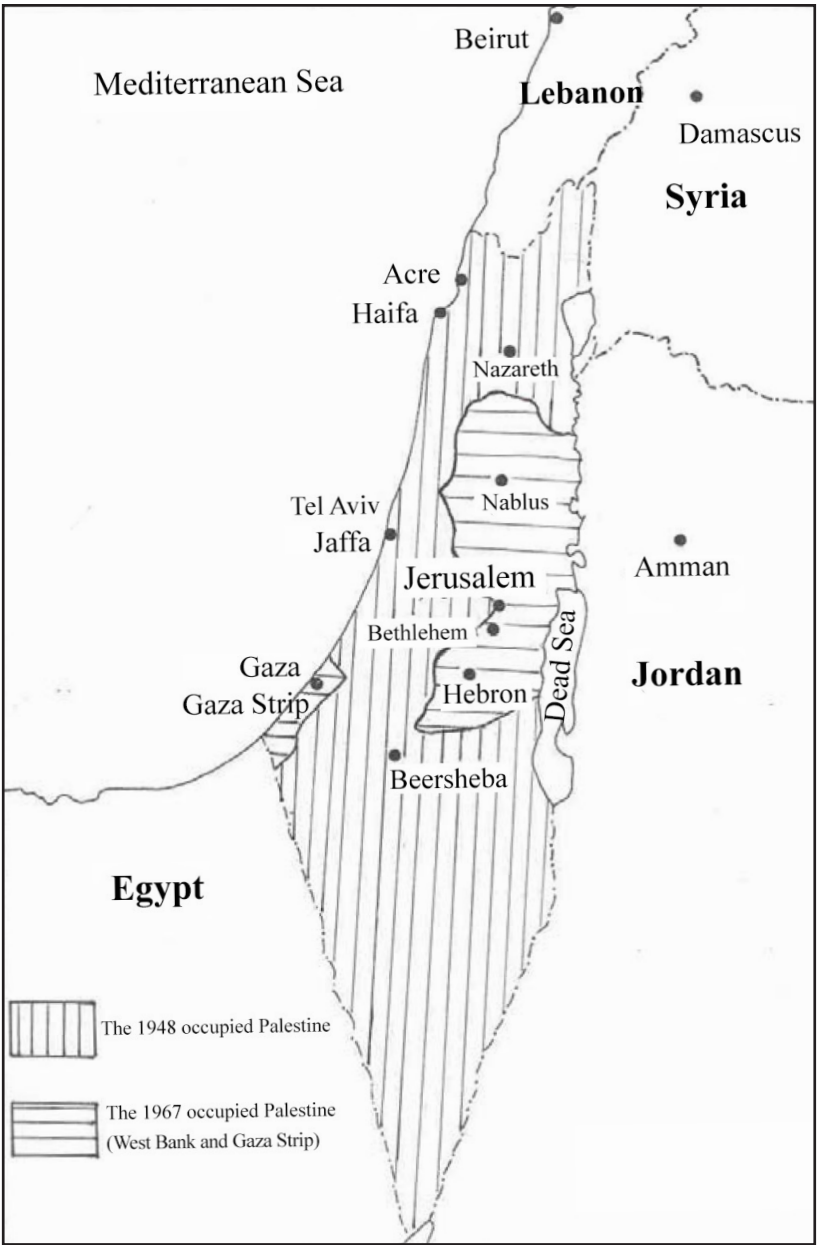 Beirut
Mediterranean Sea
Lebanon
Damascus
Syria
Acre
Haifa
Nazareth
Nablus
Tel Aviv
Jaffa
Jerusalem
Amman
Bethlehem
Dead Sea
Gaza
Jordan
Gaza Strip
Hebron
Beersheba
Egypt
The 1948 occupied Palestine
The 1967 occupied Palestine
(West Bank and Gaza Strip)